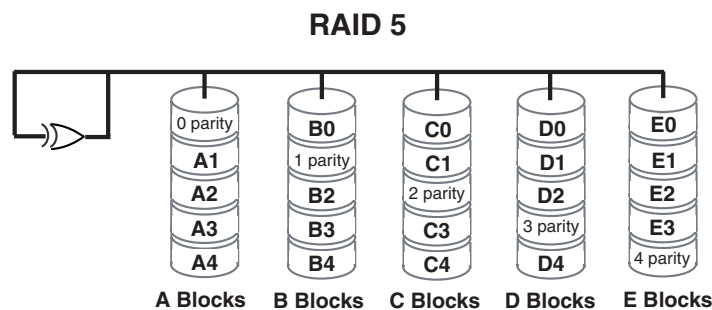 RAID 5
0 parity B0 C0 D0 E0
A1 1 parity C1 D1 E1
A2 B2 2 parity D2 E2
A3 B3 C3 3 parity E3
A4 B4 C4 D4 4 parity
A Blocks B Blocks C Blocks D Blocks E Blocks